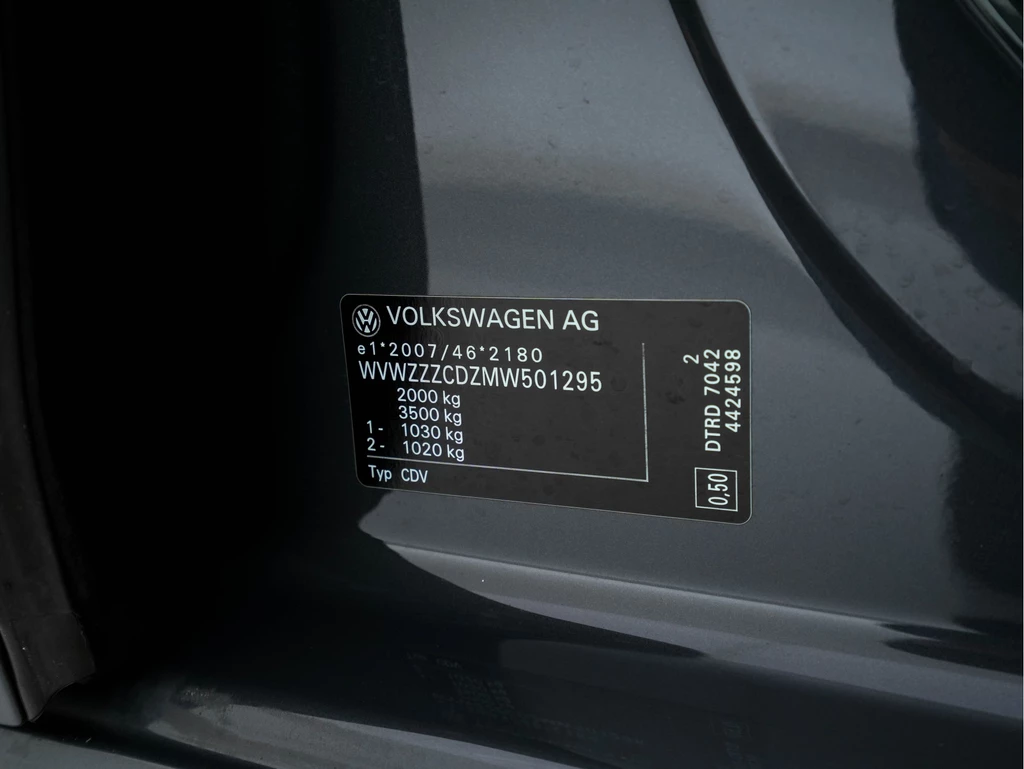 VOLKSWAGEN AG
e1*2007/46*2180
WVWZZZCDZMW501295
2000 kg
3500 kg
1- 1030 kg
2- 1020 kg
Typ CDV
2
DTRD 7042
4424598
0,50